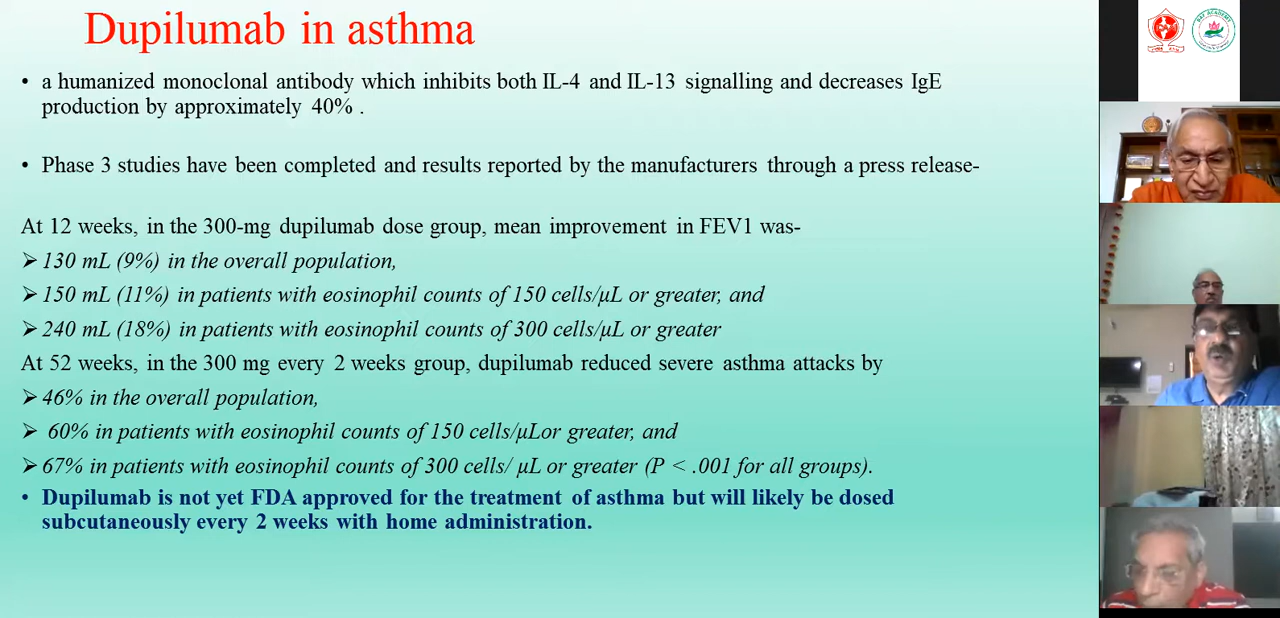 Dupilumab in asthma
• a humanized monoclonal antibody which inhibits both IL-4 and IL-13 signalling and decreases IgE
production by approximately 40% .
• Phase 3 studies have been completed and results reported by the manufacturers through a press release-
At 12 weeks, in the 300-mg dupilumab dose group, mean improvement in FEV1 was-
➢ 130 mL (9%) in the overall population,
➢ 150 mL (11%) in patients with eosinophil counts of 150 cells/µL or greater, and
➢ 240 mL (18%) in patients with eosinophil counts of 300 cells/µL or greater
At 52 weeks, in the 300 mg every 2 weeks group, dupilumab reduced severe asthma attacks by
➢ 46% in the overall population,
➢ 60% in patients with eosinophil counts of 150 cells/µLor greater, and
➢ 67% in patients with eosinophil counts of 300 cells/ µL or greater (P < .001 for all groups).
• Dupilumab is not yet FDA approved for the treatment of asthma but will likely be dosed
subcutaneously every 2 weeks with home administration.